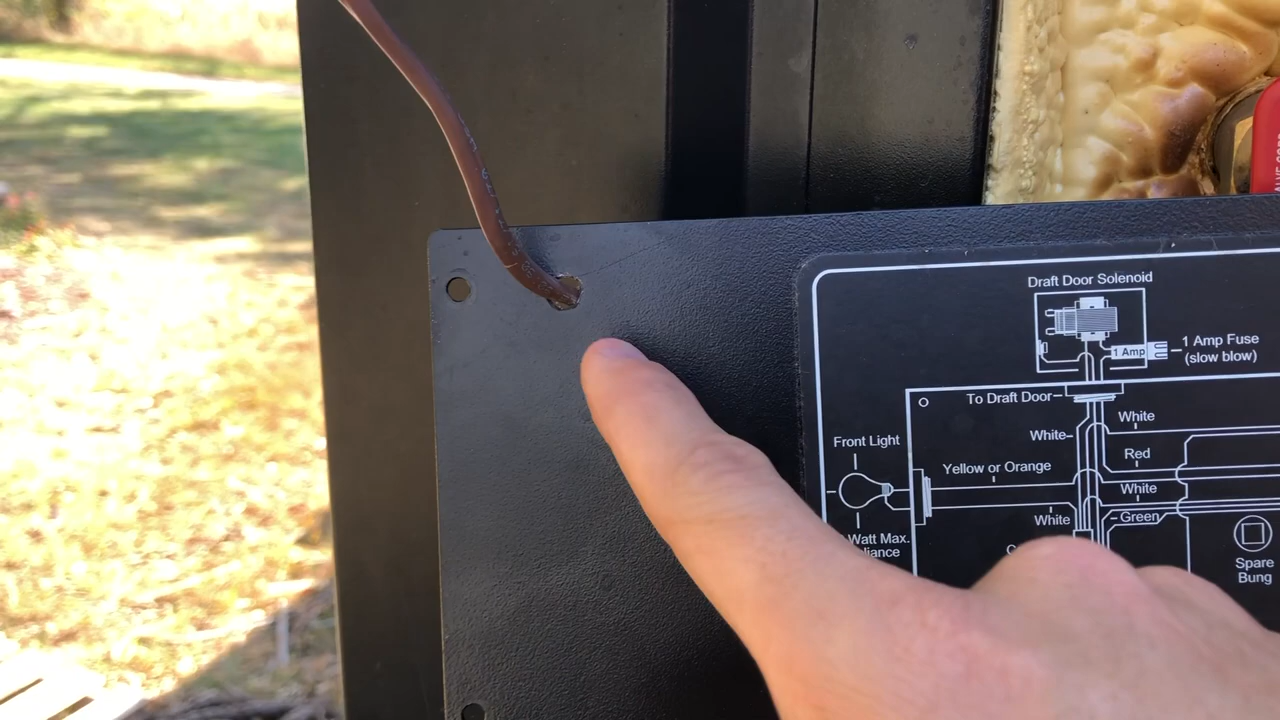 Draft Door Solenoid
1 Amp
1 Amp Fuse
(slow blow)
To Draft Door
White
White
Front Light
Red
Yellow or Orange
White
White
Green
Watt Max.
Spare
Bung